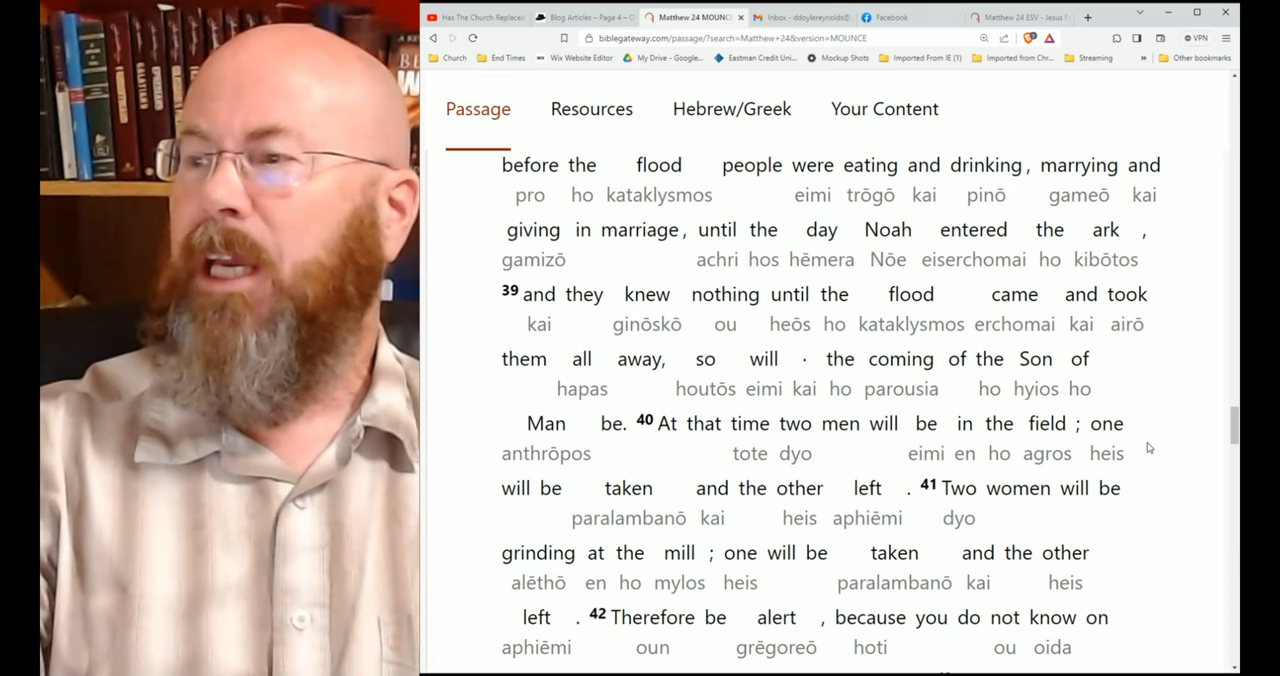 Has The Church Replace
Blog Articles – Page 4 –
Matthew 24 MOUNC
Inbox - ddoylereynolds@
Facebook
Matthew 24 ESV - Jesus F
biblegateway.com/passage/?search=Matthew+24&version=MOUNCE
VPN
Church
End Times
Wix Website Editor
My Drive - Google...
Eastman Credit Uni...
Mockup Shots
Imported From IE (1)
Imported from Chr...
Streaming
»
Other bookmarks
Passage Resources Hebrew/Greek Your Content
before the flood people were eating and drinking, marrying and
pro ho kataklysmos eimi trōgō kai pinō gameō kai
giving in marriage, until the day Noah entered the ark ,
gamizō achri hos hēmera Nōe eiserchomai ho kibōtos
39 and they knew nothing until the flood came and took
kai ginōskō ou heōs ho kataklysmos erchomai kai airō
them all away, so will · the coming of the Son of
hapas houtōs eimi kai ho parousia ho hyios ho
Man be. 40 At that time two men will be in the field ; one
anthrōpos tote dyo eimi en ho agros heis
will be taken and the other left . 41 Two women will be
paralambanō kai heis aphiēmi dyo
grinding at the mill ; one will be taken and the other
alēthō en ho mylos heis paralambanō kai heis
left . 42 Therefore be alert , because you do not know on
aphiēmi oun grēgoreō hoti ou oida